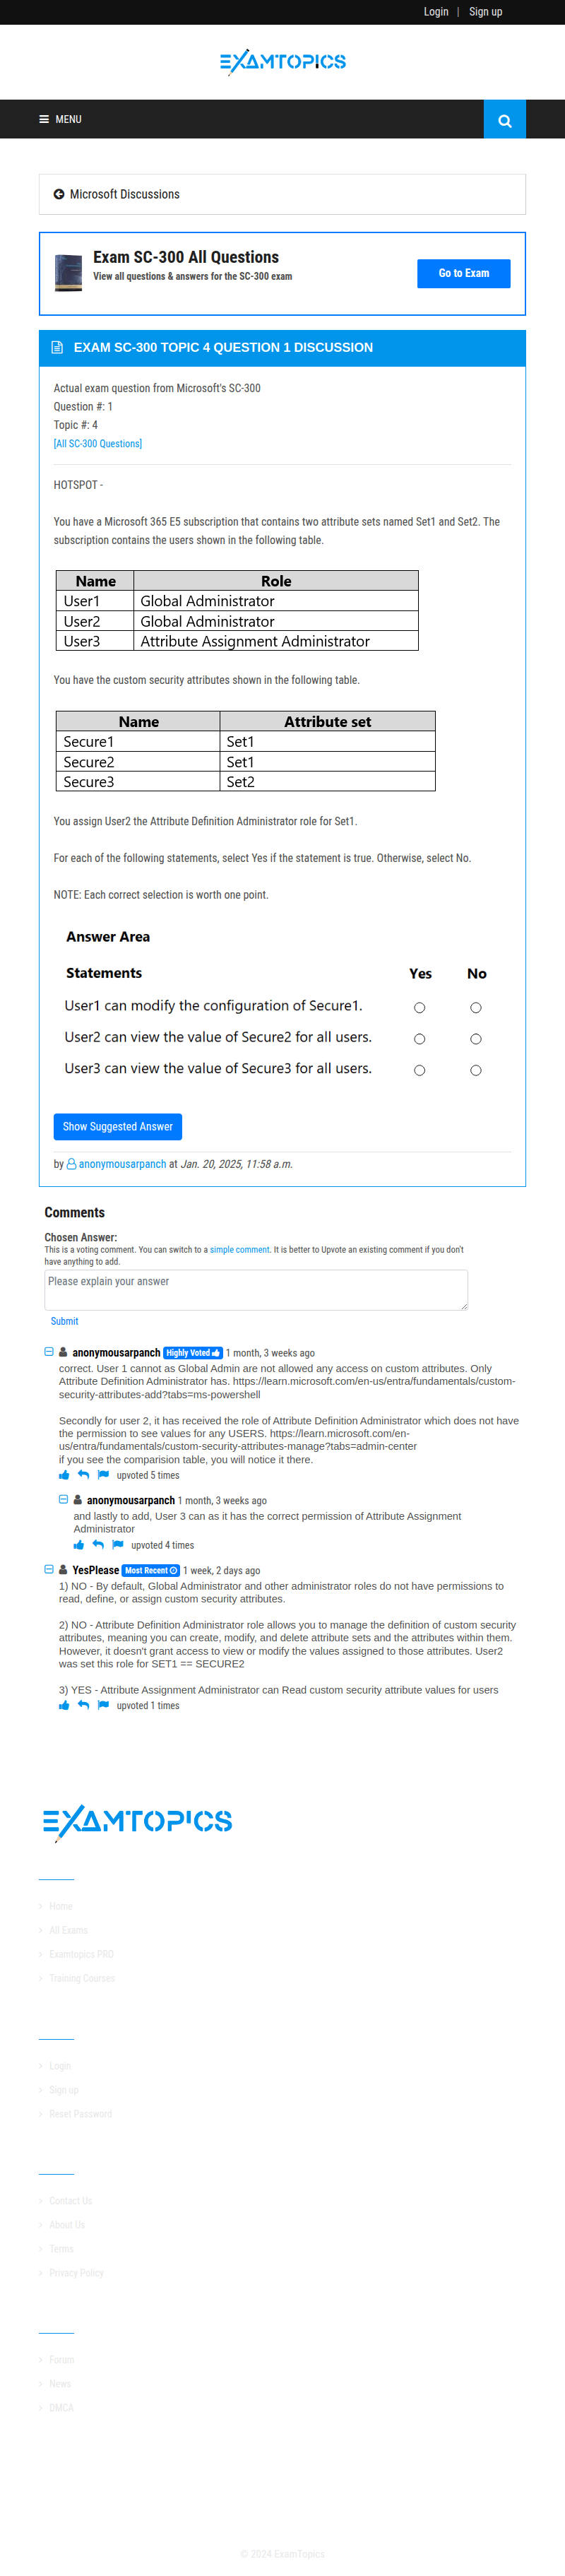 Login | Sign up
EXAMTOPICS
MENU
Microsoft Discussions
Exam SC-300 All Questions
View all questions & answers for the SC-300 exam
Go to Exam
EXAM SC-300 TOPIC 4 QUESTION 1 DISCUSSION
Actual exam question from Microsoft's SC-300
Question #: 1
Topic #: 4
[All SC-300 Questions]
HOTSPOT -
You have a Microsoft 365 E5 subscription that contains two attribute sets named Set1 and Set2. The
subscription contains the users shown in the following table.
Name Role
User1 Global Administrator
User2 Global Administrator
User3 Attribute Assignment Administrator
You have the custom security attributes shown in the following table.
Name Attribute set
Secure1 Set1
Secure2 Set1
Secure3 Set2
You assign User2 the Attribute Definition Administrator role for Set1.
For each of the following statements, select Yes if the statement is true. Otherwise, select No.
NOTE: Each correct selection is worth one point.
Answer Area
Statements Yes No
User1 can modify the configuration of Secure1.
User2 can view the value of Secure2 for all users.
User3 can view the value of Secure3 for all users.
Show Suggested Answer
by anonymousarpanch at Jan. 20, 2025, 11:58 a.m.
Comments
Chosen Answer:
This is a voting comment. You can switch to a simple comment. It is better to Upvote an existing comment if you don't
have anything to add.
Please explain your answer
Submit
anonymousarpanch Highly Voted 1 month, 3 weeks ago
correct. User 1 cannot as Global Admin are not allowed any access on custom attributes. Only
Attribute Definition Administrator has. https://learn.microsoft.com/en-us/entra/fundamentals/custom-
security-attributes-add?tabs=ms-powershell
Secondly for user 2, it has received the role of Attribute Definition Administrator which does not have
the permission to see values for any USERS. https://learn.microsoft.com/en-
us/entra/fundamentals/custom-security-attributes-manage?tabs=admin-center
if you see the comparision table, you will notice it there.
upvoted 5 times
anonymousarpanch 1 month, 3 weeks ago
and lastly to add, User 3 can as it has the correct permission of Attribute Assignment
Administrator
upvoted 4 times
YesPlease Most Recent 1 week, 2 days ago
1) NO - By default, Global Administrator and other administrator roles do not have permissions to
read, define, or assign custom security attributes.
2) NO - Attribute Definition Administrator role allows you to manage the definition of custom security
attributes, meaning you can create, modify, and delete attribute sets and the attributes within them.
However, it doesn't grant access to view or modify the values assigned to those attributes. User2
was set this role for SET1 == SECURE2
3) YES - Attribute Assignment Administrator can Read custom security attribute values for users
upvoted 1 times
EXAMTOPICS
Home
All Exams
Examtopics PRO
Training Courses
Login
Sign up
Reset Password
Contact Us
About Us
Terms
Privacy Policy
Forum
News
DMCA
© 2024 ExamTopics